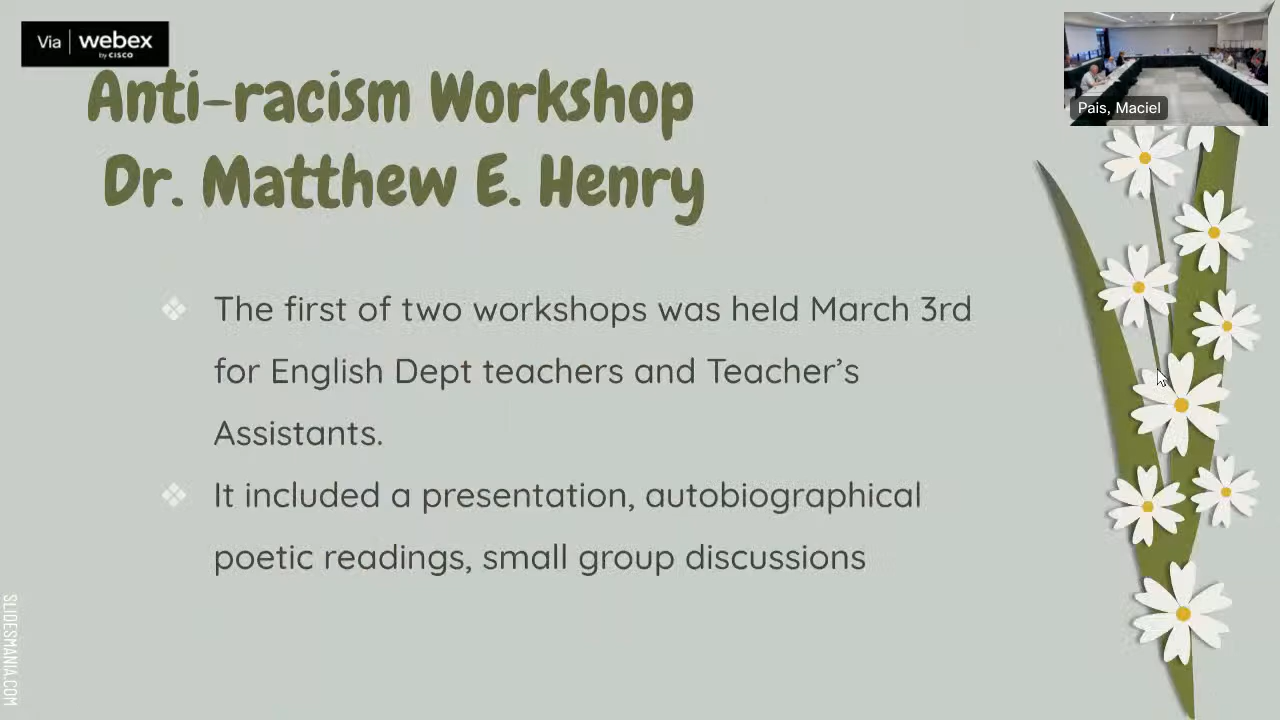 Via webex
by CISCO
Anti-racism Workshop
Dr. Matthew E. Henry
Pais, Maciel
The first of two workshops was held March 3rd
for English Dept teachers and Teacher’s
Assistants.
It included a presentation, autobiographical
poetic readings, small group discussions
SLIDESMANIA.COM